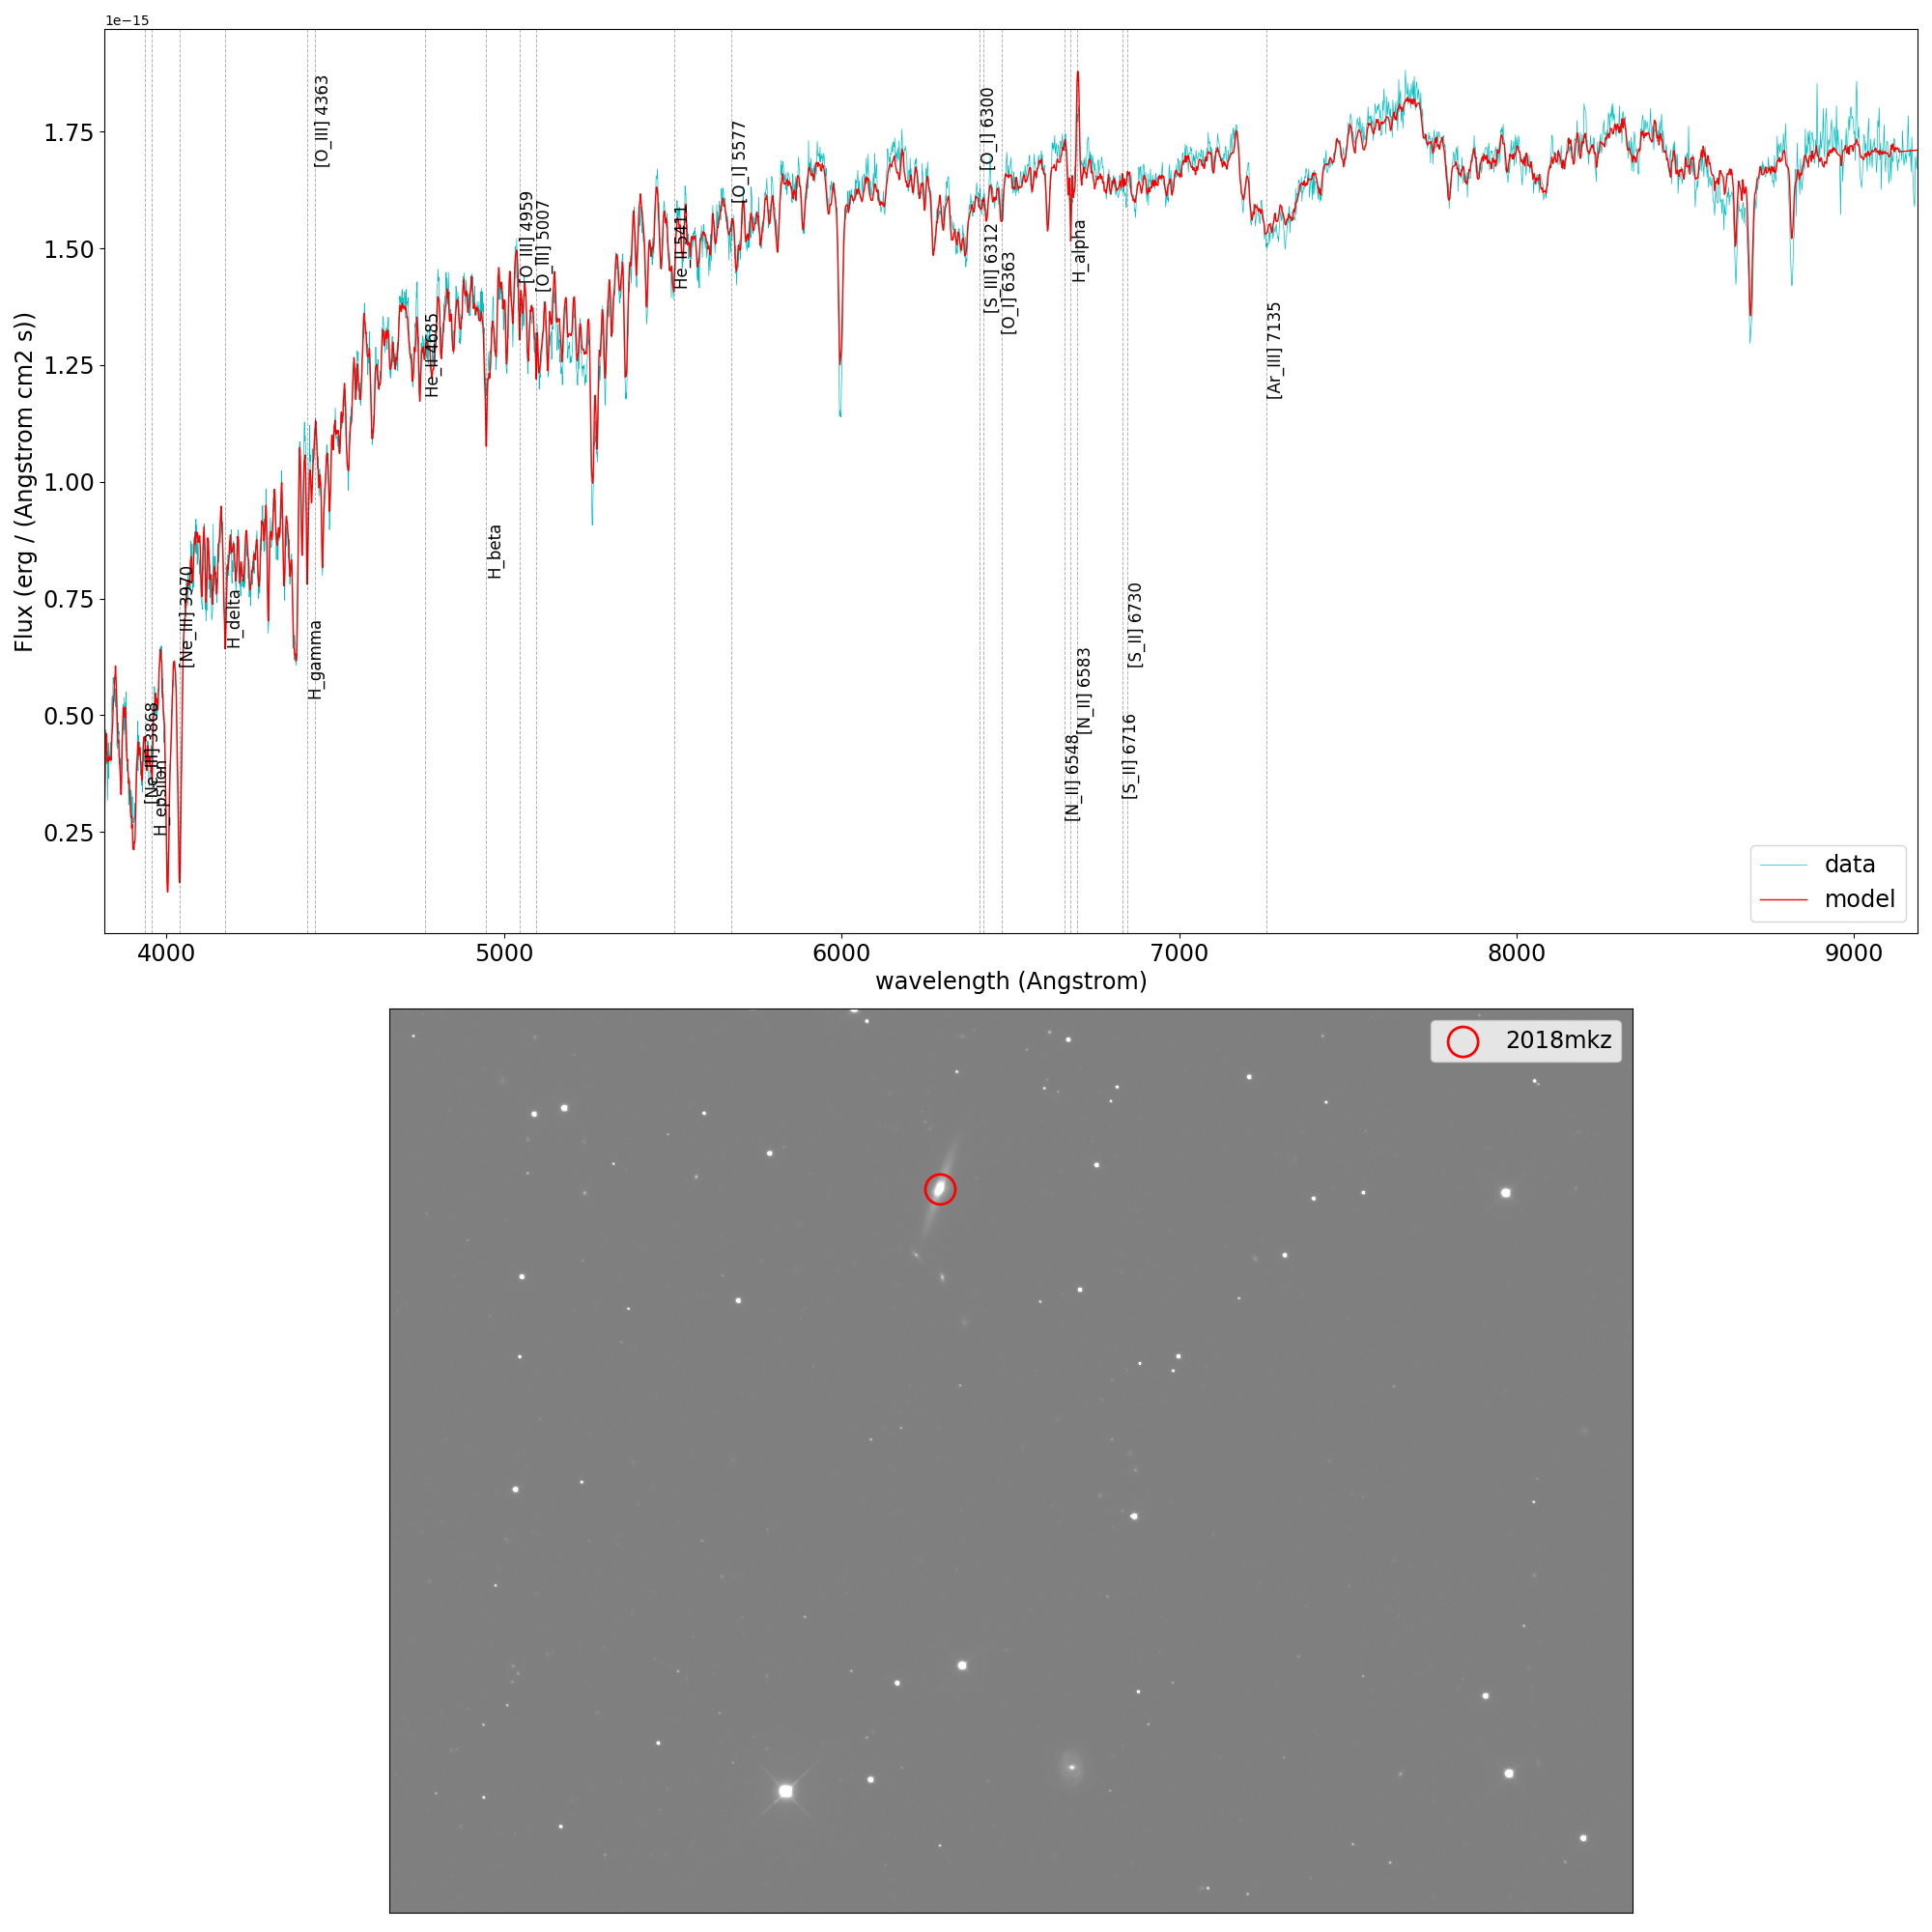 1e−15
Flux (erg / (Angstrom cm2 s))
1.75
1.50
1.25
1.00
0.75
0.50
0.25
[Ne_III] 3868
H_epsilon
[Ne_III] 3970
H_delta
H_gamma
[O_III] 4363
He_II 4685
H_beta
[O_III] 4959
[O_III] 5007
He_II 5411
[O_I] 5577
[O_I] 6300
[S_III] 6312
[O_I] 6363
[N_II] 6548
H_alpha
[N_II] 6583
[S_II] 6716
[S_II] 6730
[Ar_III] 7135
data
model
4000 5000 6000 7000 8000 9000
wavelength (Angstrom)
2018mkz